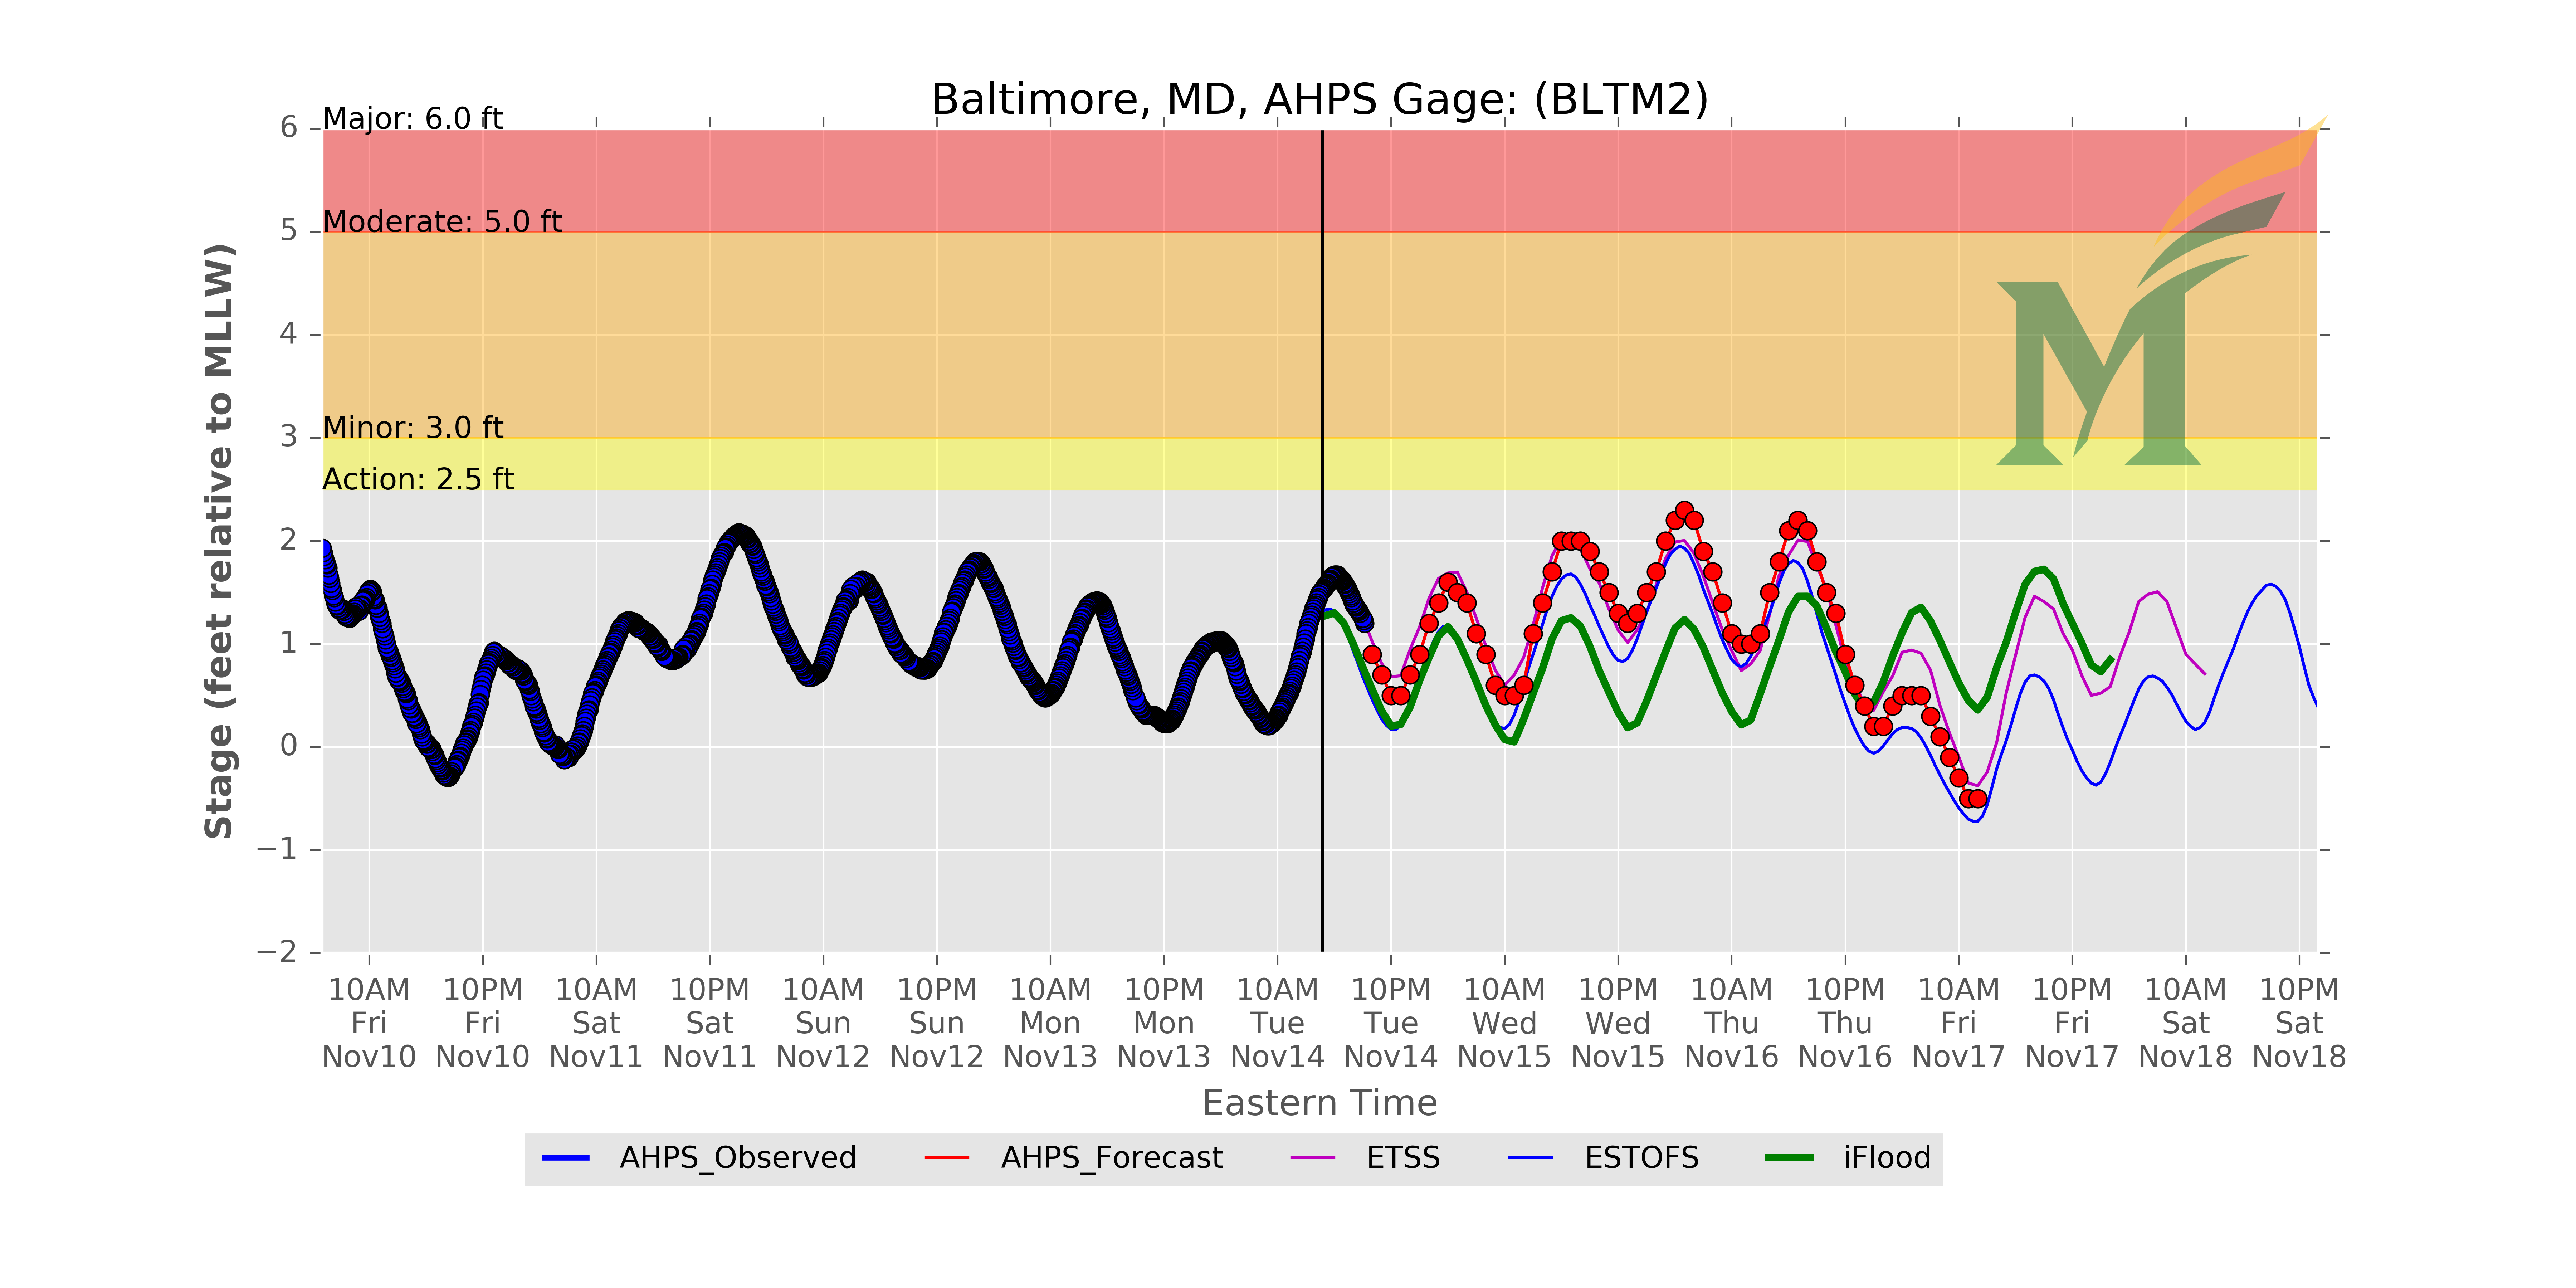 Baltimore, MD, AHPS Gage: (BLTM2)
Major: 6.0 ft
Moderate: 5.0 ft
Minor: 3.0 ft
Action: 2.5 ft
Stage (feet relative to MLLW)
6
5
4
3
2
1
0
−1
−2
10AM 10PM 10AM 10PM 10AM 10PM 10AM 10PM 10AM 10PM 10AM 10PM 10AM 10PM 10AM 10PM 10AM 10PM
Fri Fri Sat Sat Sun Sun Mon Mon Tue Tue Wed Wed Thu Thu Fri Fri Sat Sat
Nov10 Nov10 Nov11 Nov11 Nov12 Nov12 Nov13 Nov13 Nov14 Nov14 Nov15 Nov15 Nov16 Nov16 Nov17 Nov17 Nov18 Nov18
Eastern Time
AHPS_Observed AHPS_Forecast ETSS ESTOFS iFlood
M